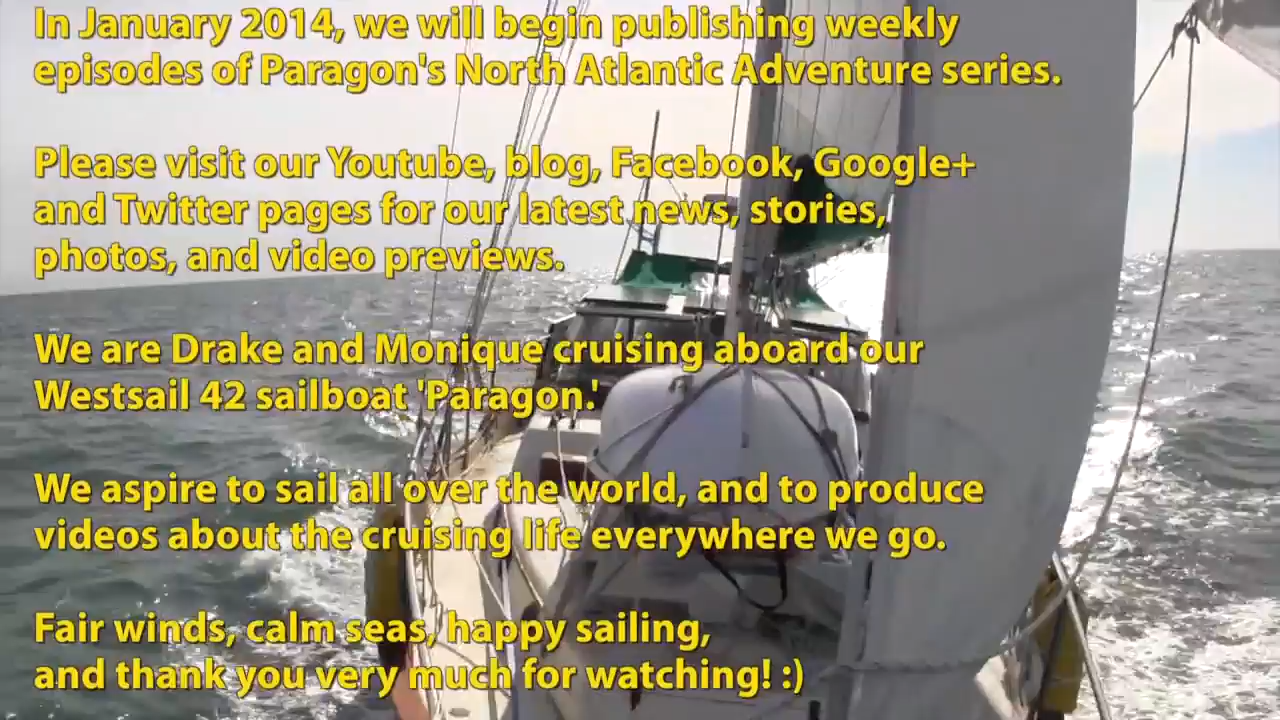 In January 2014, we will begin publishing weekly
episodes of Paragon's North Atlantic Adventure series.
Please visit our Youtube, blog, Facebook, Google+
and Twitter pages for our latest news, stories,
photos, and video previews.
We are Drake and Monique cruising aboard our
Westsail 42 sailboat 'Paragon.'
We aspire to sail all over the world, and to produce
videos about the cruising life everywhere we go.
Fair winds, calm seas, happy sailing,
and thank you very much for watching! :)